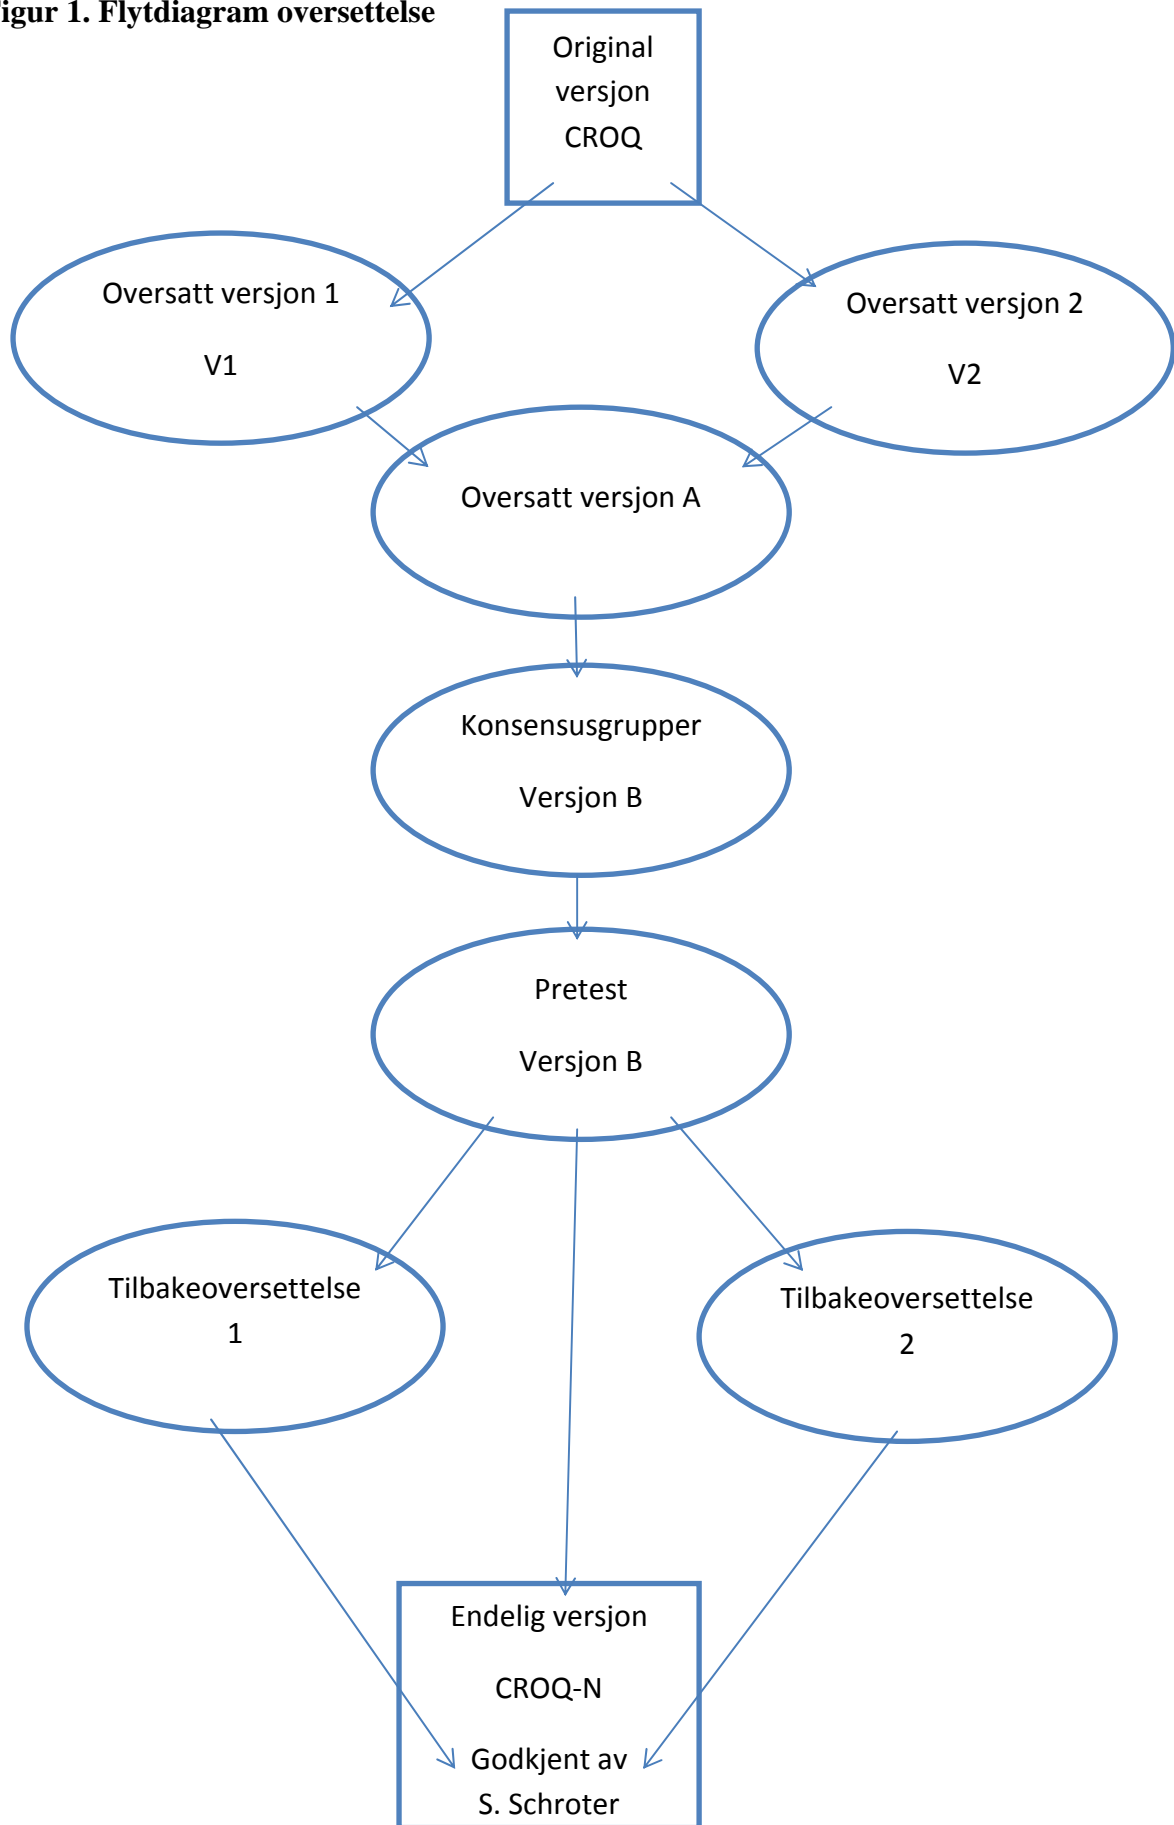 igur 1. Flytdiagram oversettelse
Original
versjon
CROQ
Oversatt versjon 1
V1
Oversatt versjon 2
V2
Oversatt versjon A
Konsensusgrupper
Versjon B
Pretest
Versjon B
Tilbakeoversettelse
1
Tilbakeoversettelse
2
Endelig versjon
CROQ-N
Godkjent av
S. Schroter